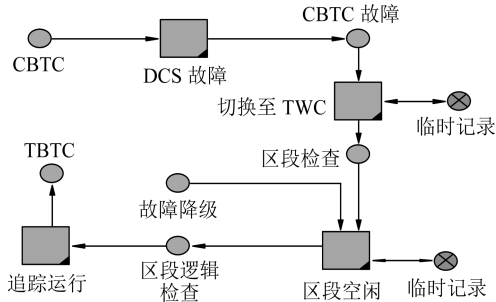 CBTC 故障
CBTC
DCS 故障
切换至 TWC
临时记录
区段检查
TBTC
故障降级
追踪运行
区段逻辑
检查
区段空闲
临时记录